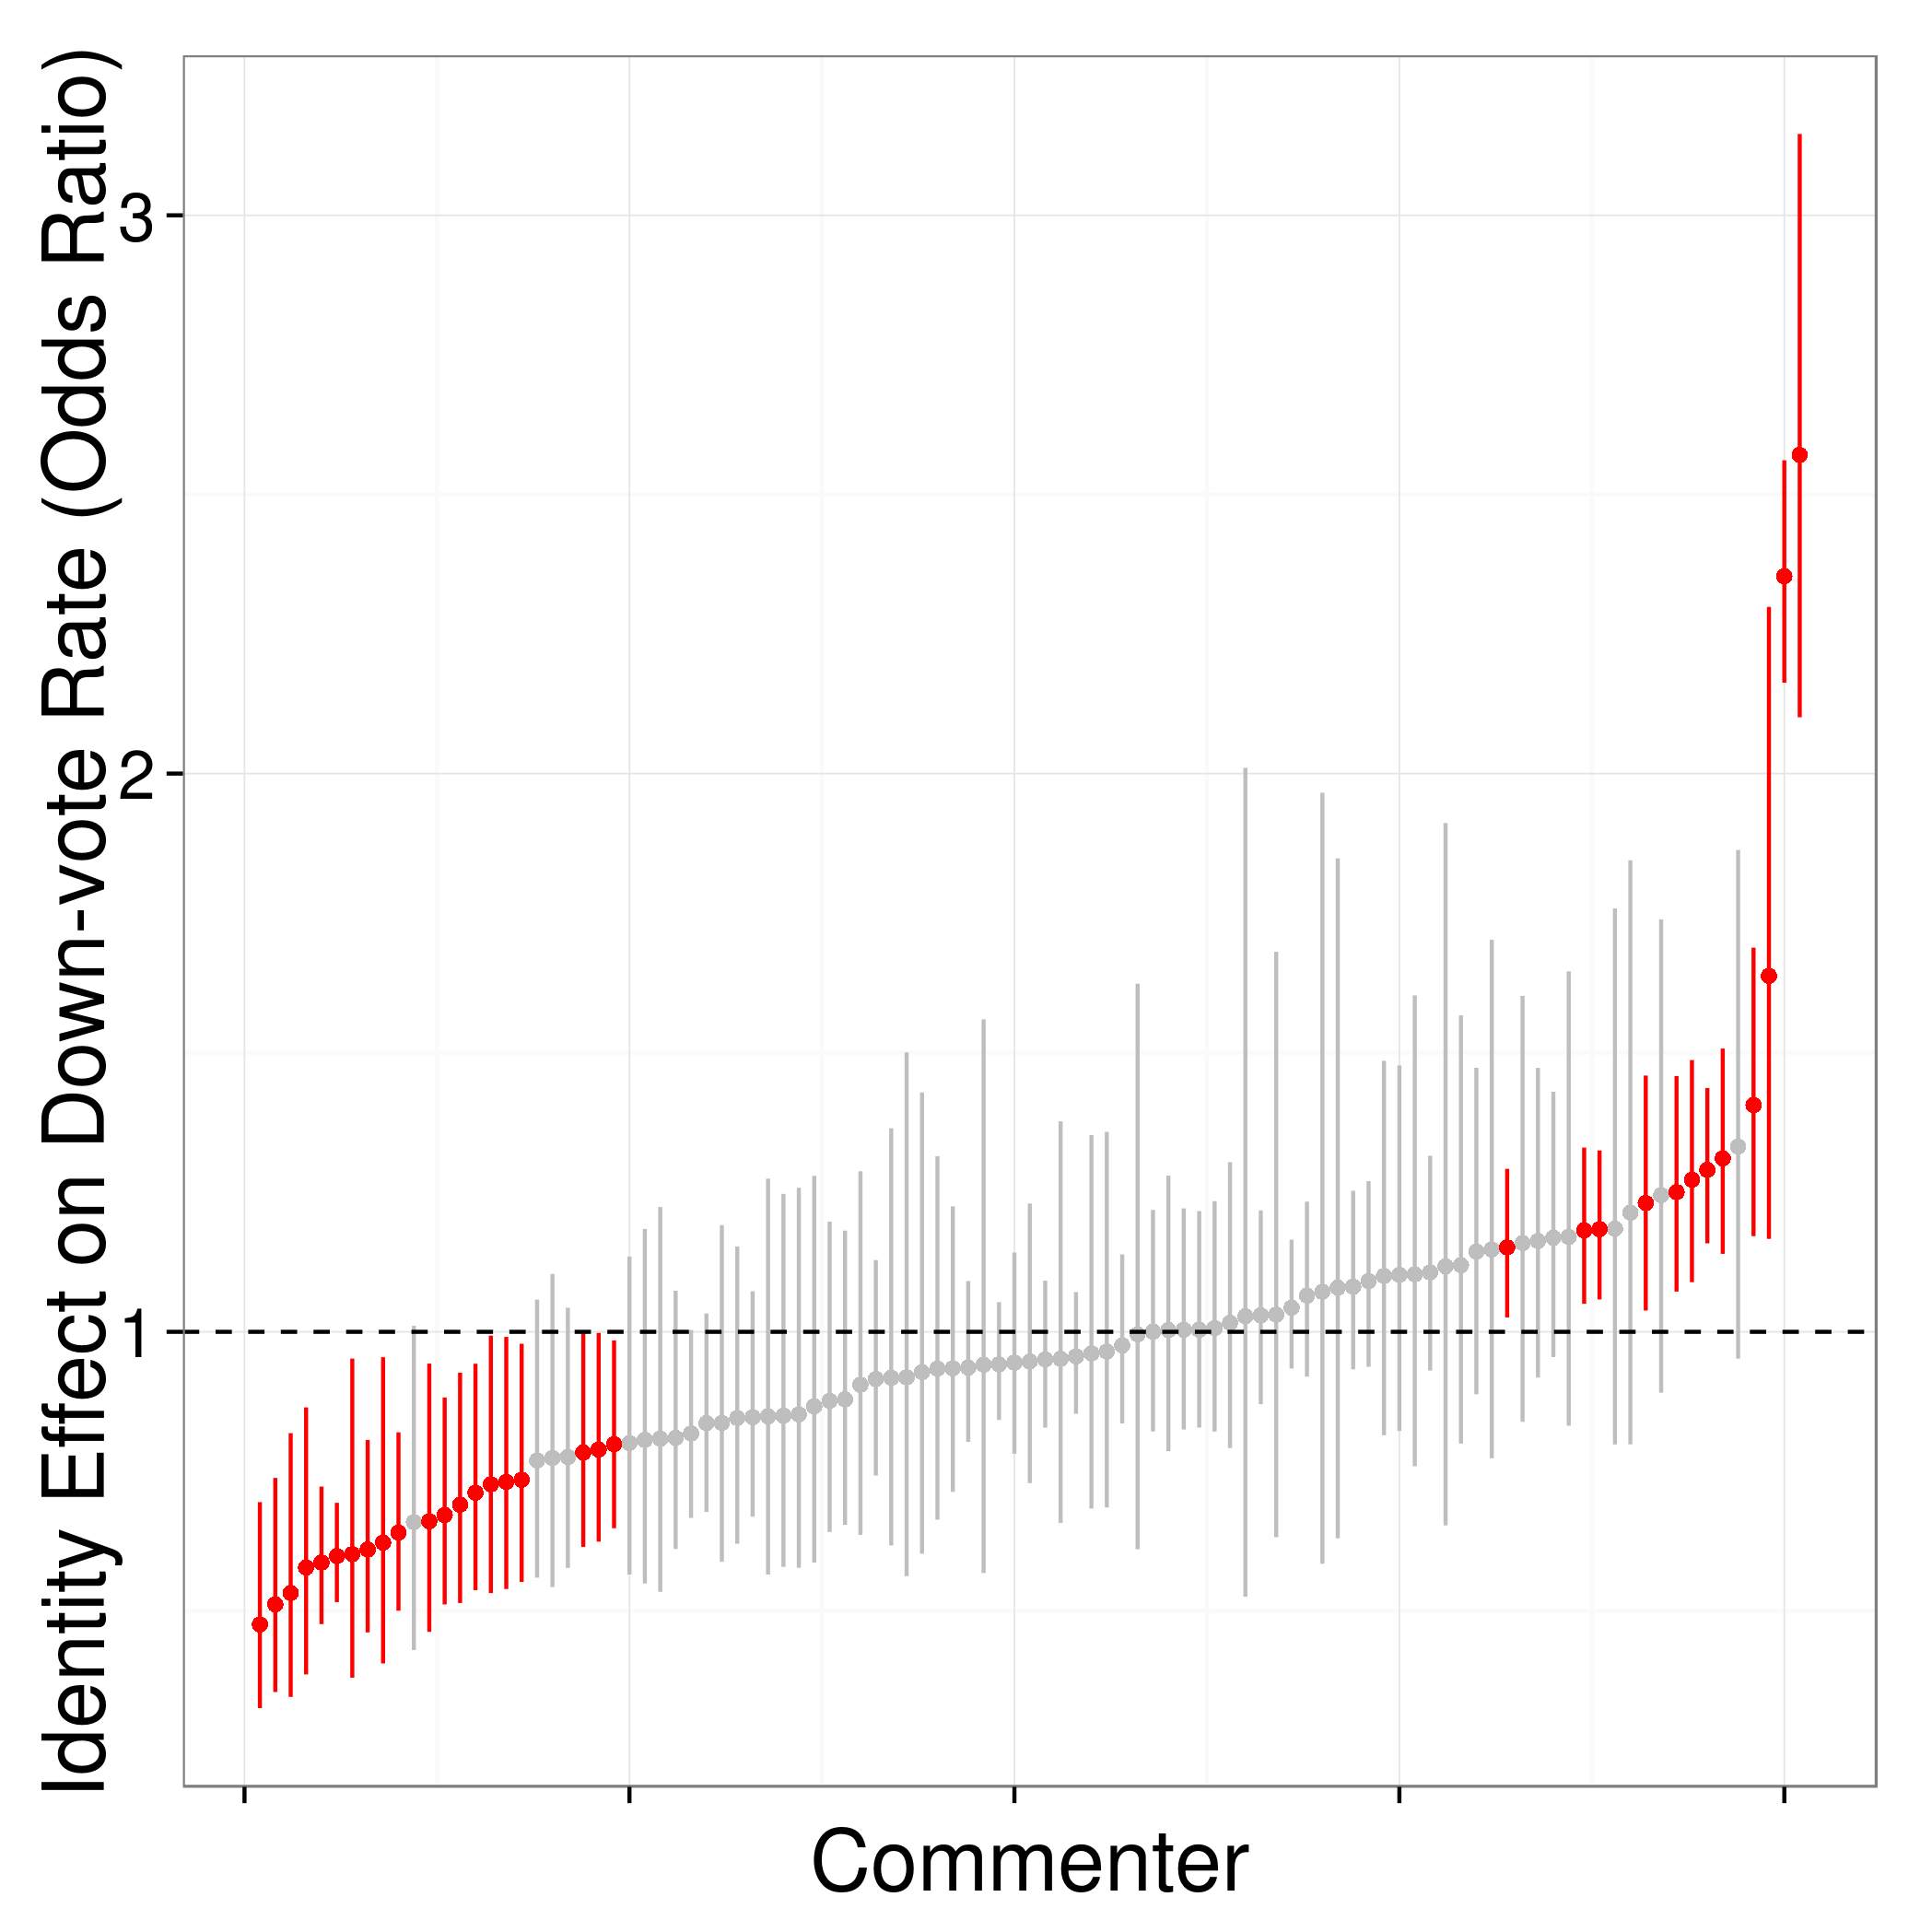 Identity Effect on Down-vote Rate (Odds Ratio)
3
2
1
Commenter